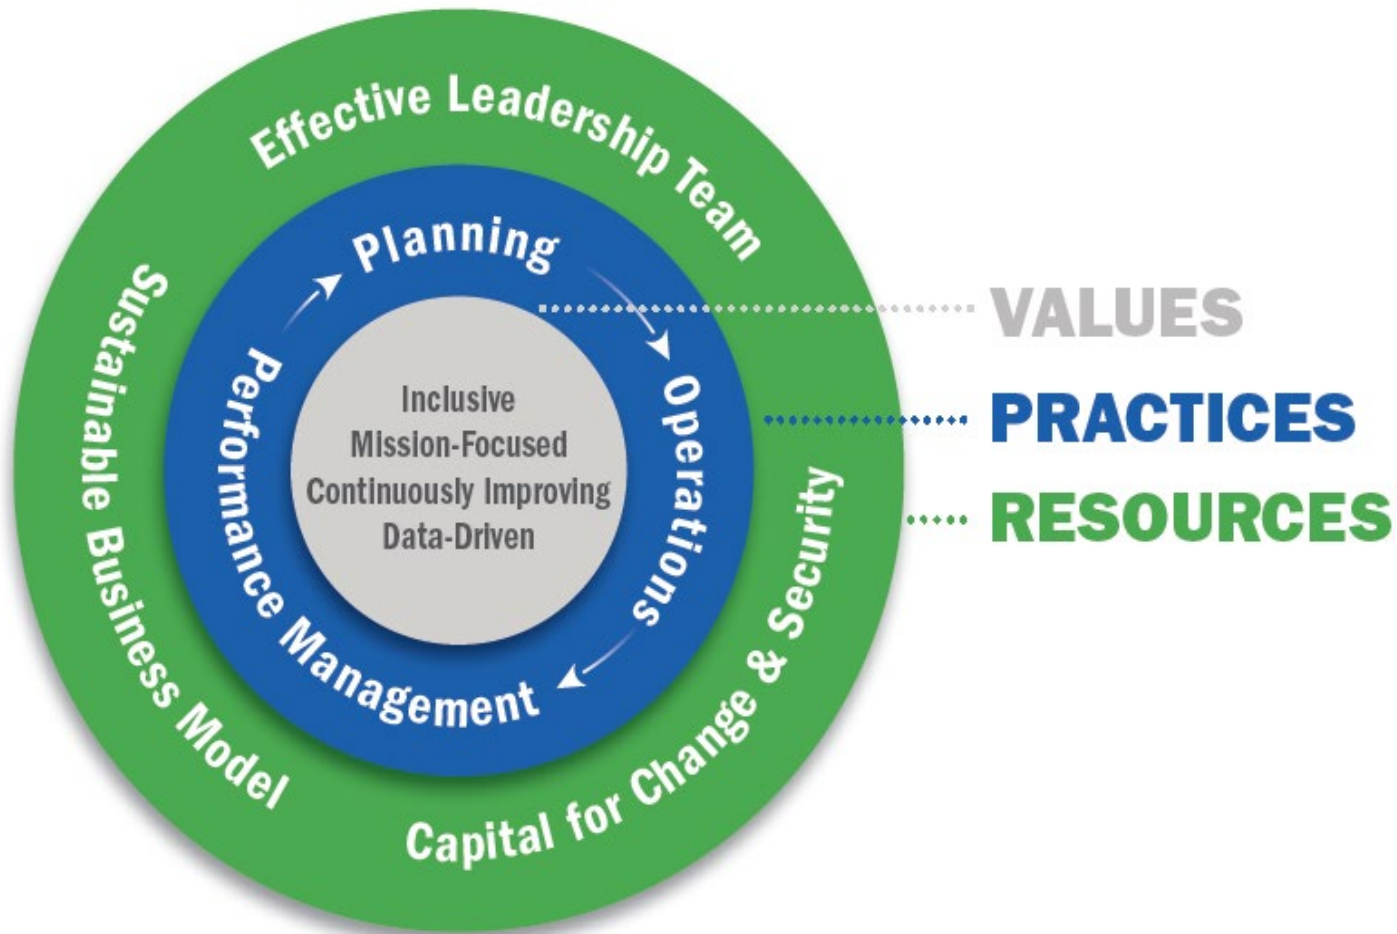 Effective Leadership Team
Sustainable Business Model
Capital for Change & Security
Planning
Operations
Performance Management
Inclusive
Mission-Focused
Continuously Improving
Data-Driven
VALUES
PRACTICES
RESOURCES